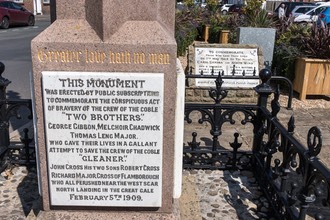 Greater love hath no man
THIS MONUMENT
WAS ERECTED BY PUBLIC SUBSCRIPTION
TO COMMEMORATE THE CONSPICUOUS ACT
OF BRAVERY OF THE CREW OF THE COBLE
"TWO BROTHERS."
GEORGE GIBBON, MELCHOIR CHADWICK
THOMAS LENG MAJOR.
WHO GAVE THEIR LIVES IN A GALLANT
ATTEMPT TO SAVE THE CREW OF THE COBLE
"GLEANER."
JOHN CROSS HIS TWO SONS ROBERT CROSS
RICHARD MAJOR CROSS OF FLAMBOROUGH
WHO ALL PERISHED NEAR THE WEST SCAR
NORTH LANDING IN THE GREAT GALE
FEBRUARY 5TH 1909.